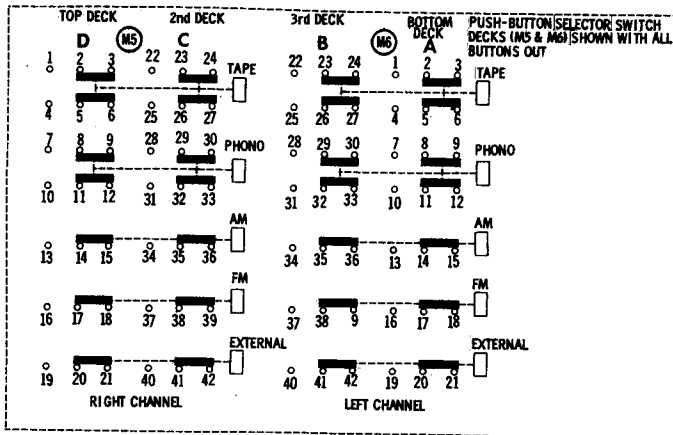 TOP DECK 2nd DECK 3rd DECK BOTTOM DECK PUSH-BUTTON SELECTOR SWITCH
D M5 C B M6 A DECKS (M5 & M6) SHOWN WITH ALL
BUTTONS OUT
1 2 3 22 23 24 TAPE 22 23 24 1 2 3 TAPE
4 5 6 25 26 27 25 26 27 4 5 6
7 8 9 28 29 30 PHONO 28 29 30 7 8 9 PHONO
10 11 12 31 32 33 31 32 33 10 11 12
AM AM
13 14 15 34 35 36 34 35 36 13 14 15
FM FM
16 17 18 37 38 39 37 38 9 16 17 18
EXTERNAL EXTERNAL
19 20 21 40 41 42 40 41 42 19 20 21
RIGHT CHANNEL LEFT CHANNEL